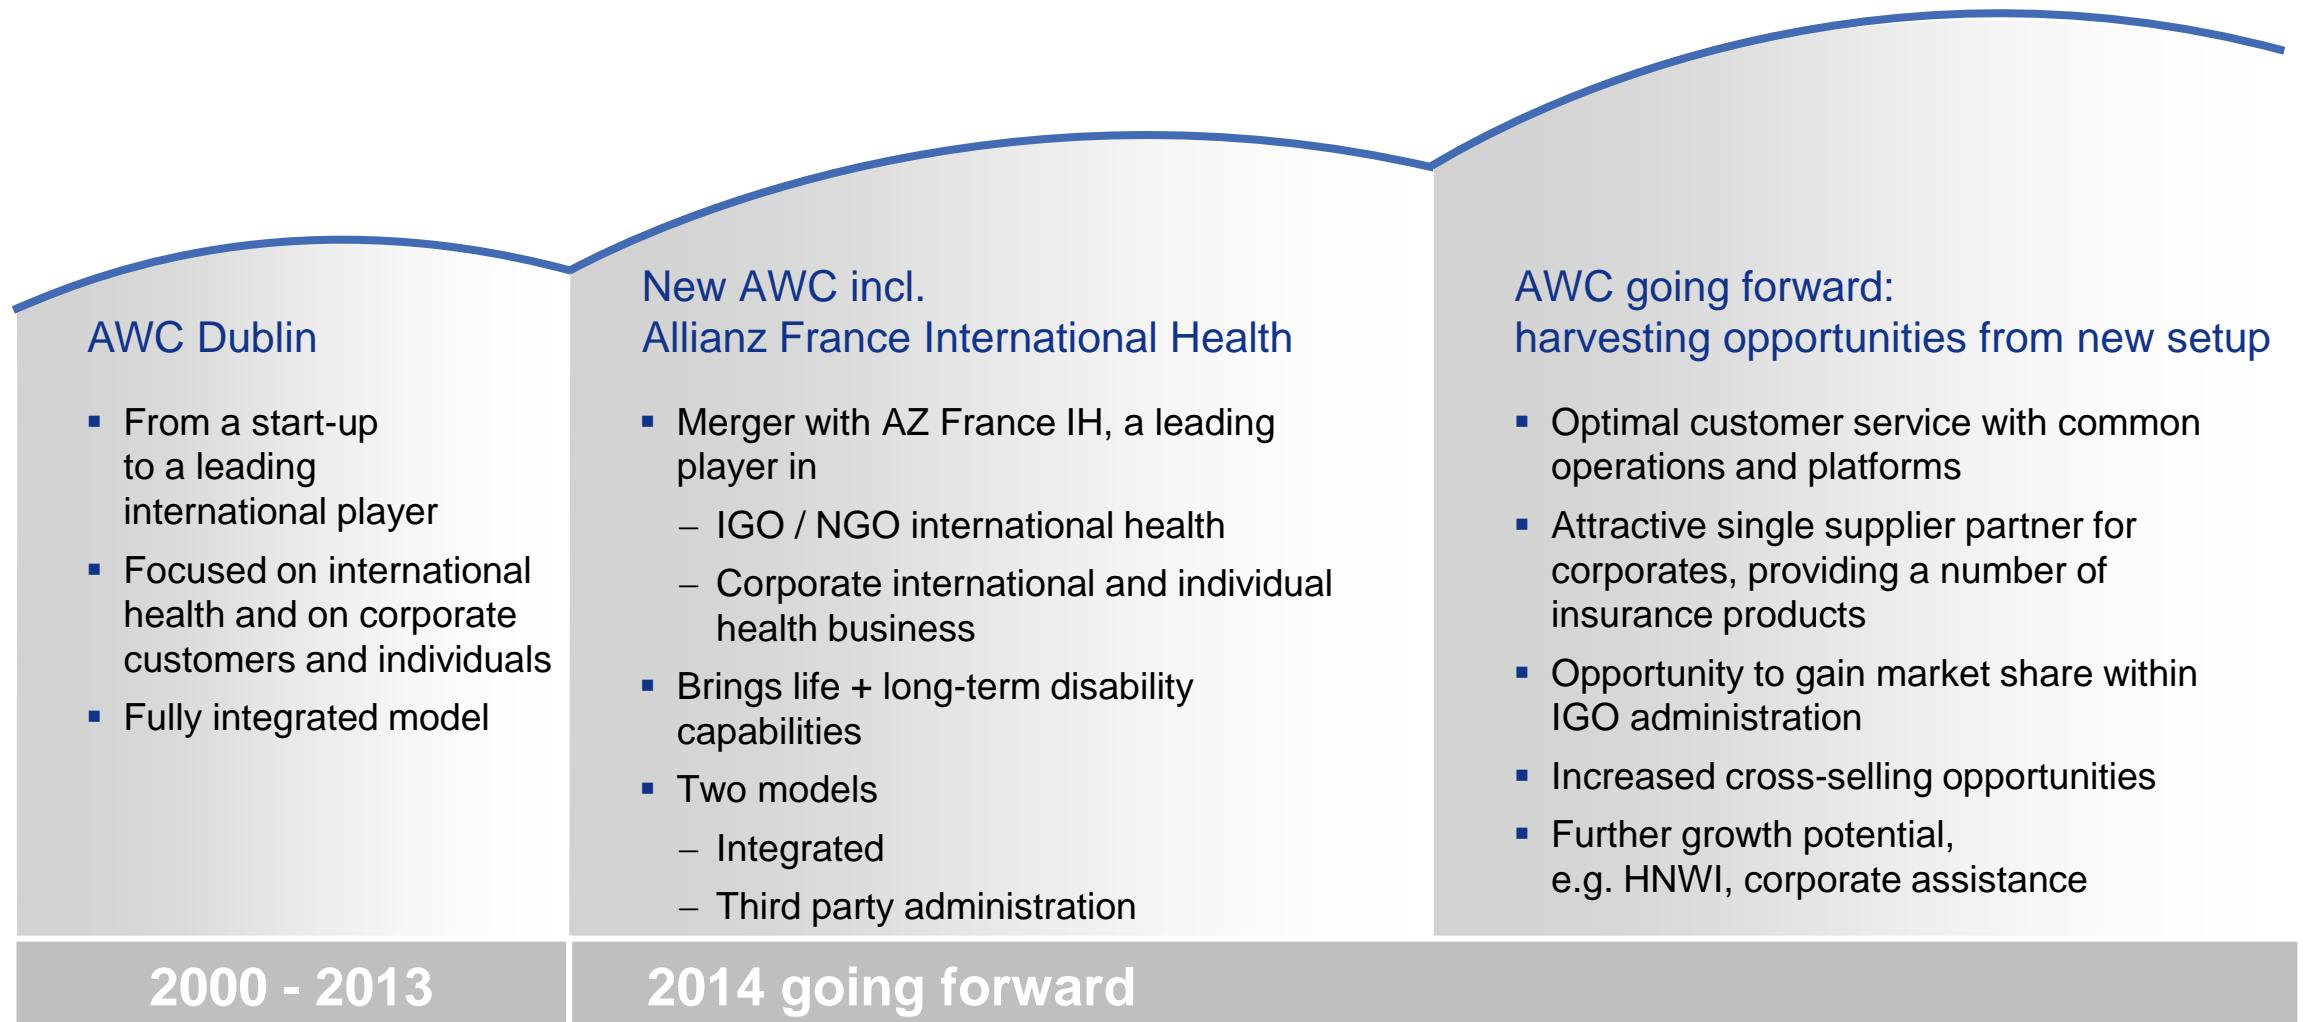 AWC Dublin
▪ From a start-up
to a leading
international player
▪ Focused on international
health and on corporate
customers and individuals
▪ Fully integrated model
New AWC incl.
Allianz France International Health
▪ Merger with AZ France IH, a leading
player in
– IGO / NGO international health
– Corporate international and individual
health business
▪ Brings life + long-term disability
capabilities
▪ Two models
– Integrated
– Third party administration
AWC going forward:
harvesting opportunities from new setup
▪ Optimal customer service with common
operations and platforms
▪ Attractive single supplier partner for
corporates, providing a number of
insurance products
▪ Opportunity to gain market share within
IGO administration
▪ Increased cross-selling opportunities
▪ Further growth potential,
e.g. HNWI, corporate assistance
2000 - 2013
2014 going forward